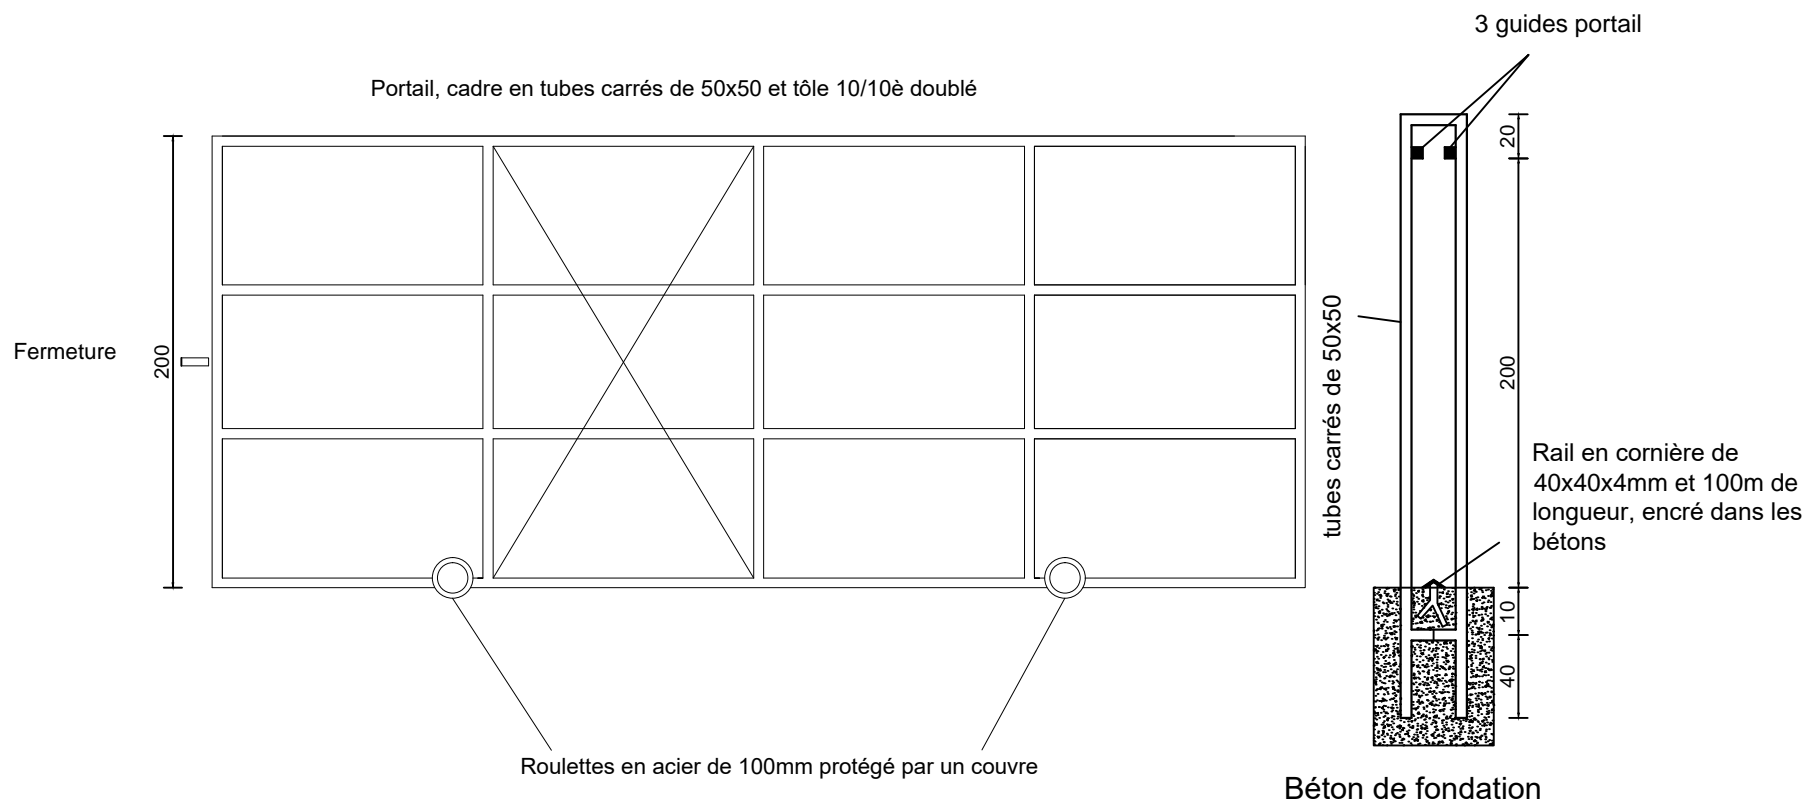 3 guides portail
Portail, cadre en tubes carrés de 50x50 et tôle 10/10è doublé
20
Fermeture
200
tubes carrés de 50x50
200
Rail en cornière de
40x40x4mm et 100m de
longueur, encré dans les
bétons
10
40
Roulettes en acier de 100mm protégé par un couvre
Béton de fondation